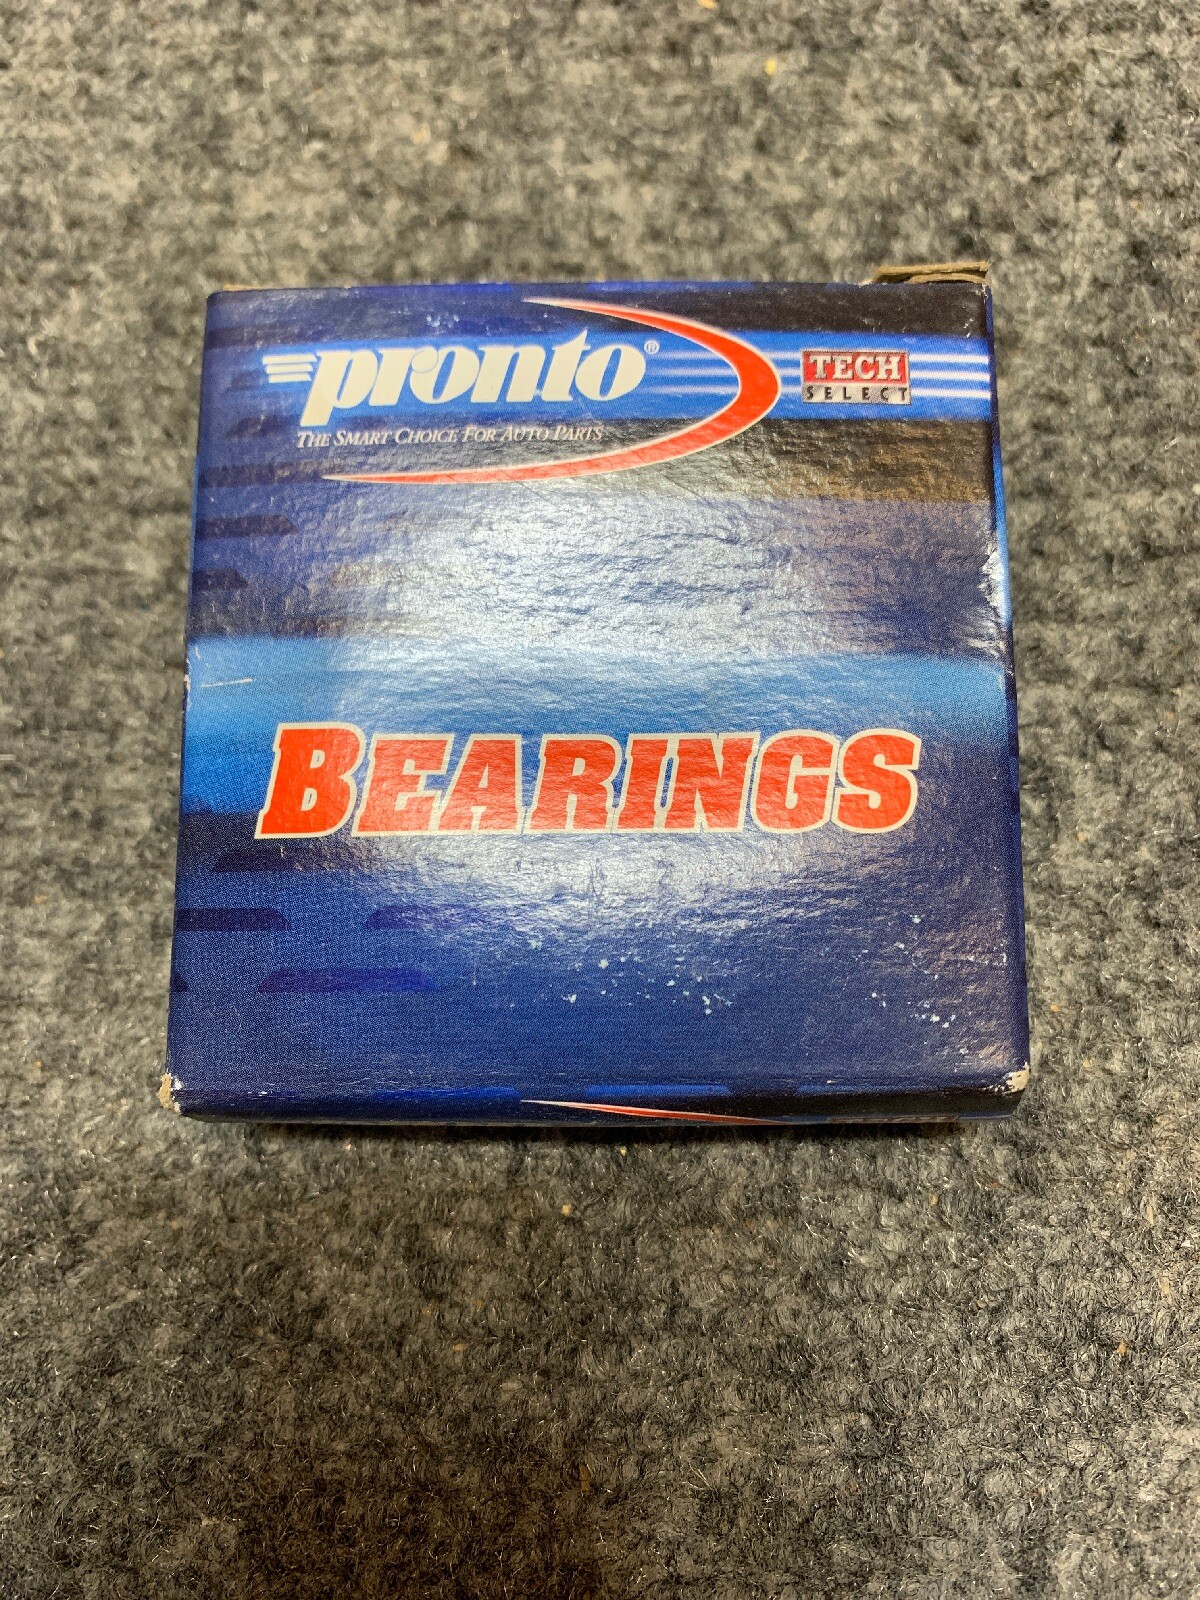 pronto®
TECH
SELECT
THE SMART CHOICE FOR AUTO PARTS
BEARINGS